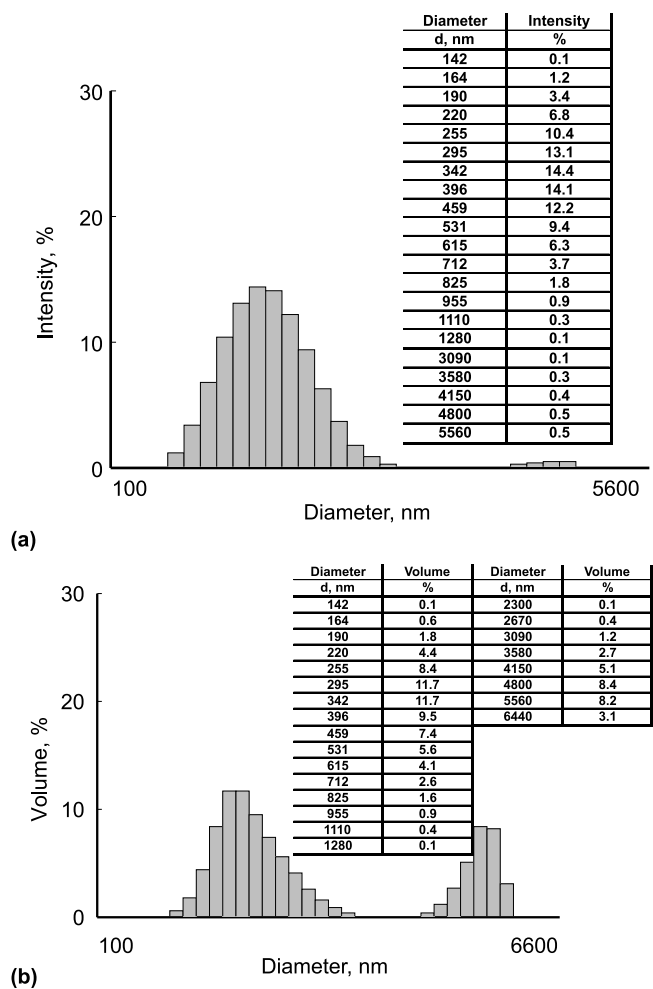 Diameter Intensity
d, nm %
142 0.1
164 1.2
190 3.4
220 6.8
255 10.4
295 13.1
342 14.4
396 14.1
459 12.2
531 9.4
615 6.3
712 3.7
825 1.8
955 0.9
1110 0.3
1280 0.1
3090 0.1
3580 0.3
4150 0.4
4800 0.5
5560 0.5
30
20
10
0
Intensity, %
100 5600
Diameter, nm
(a)
Diameter Volume Diameter Volume
d, nm % d, nm %
142 0.1 2300 0.1
164 0.6 2670 0.4
190 1.8 3090 1.2
220 4.4 3580 2.7
255 8.4 4150 5.1
295 11.7 4800 8.4
342 11.7 5560 8.2
396 9.5 6440 3.1
459 7.4
531 5.6
615 4.1
712 2.6
825 1.6
955 0.9
1110 0.4
1280 0.1
30
20
10
0
Volume, %
100 6600
Diameter, nm
(b)